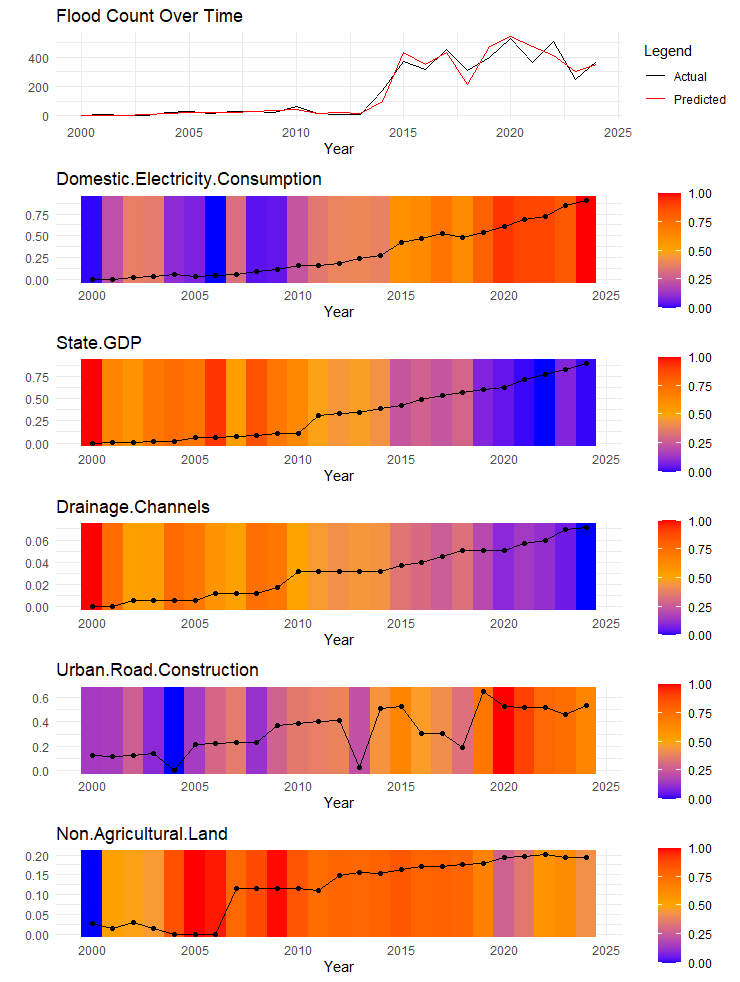 Flood Count Over Time
400
200
0
2000 2005 2010 2015 2020 2025
Year
Legend
Actual
Predicted
Domestic.Electricity.Consumption
0.75
0.50
0.25
0.00
2000 2005 2010 2015 2020 2025
Year
1.00
0.75
0.50
0.25
0.00
State.GDP
0.75
0.50
0.25
0.00
2000 2005 2010 2015 2020 2025
Year
1.00
0.75
0.50
0.25
0.00
Drainage.Channels
0.06
0.04
0.02
0.00
2000 2005 2010 2015 2020 2025
Year
1.00
0.75
0.50
0.25
0.00
Urban.Road.Construction
0.6
0.4
0.2
0.0
2000 2005 2010 2015 2020 2025
Year
1.00
0.75
0.50
0.25
0.00
Non.Agricultural.Land
0.20
0.15
0.10
0.05
0.00
2000 2005 2010 2015 2020 2025
Year
1.00
0.75
0.50
0.25
0.00